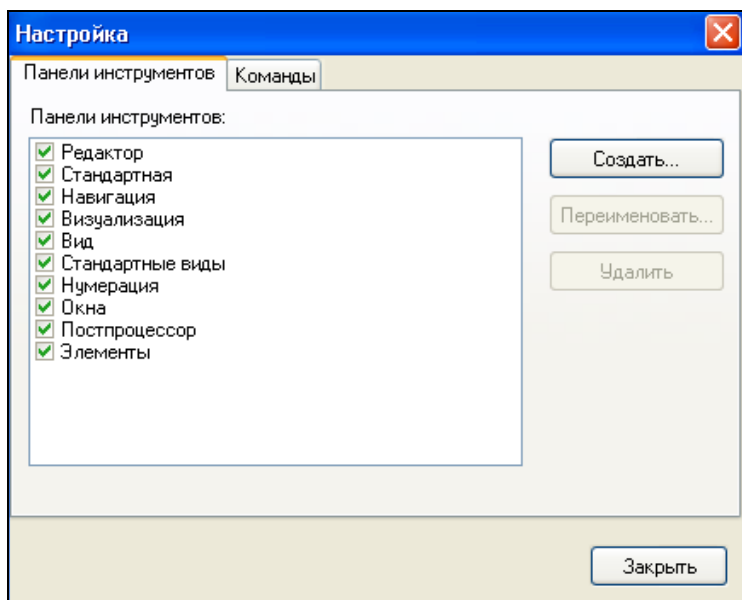 Настройка
Панели инструментов Команды
Панели инструментов:
Редактор
Стандартная
Навигация
Визуализация
Вид
Стандартные виды
Нумерация
Окна
Постпроцессор
Элементы
Создать...
Переименовать...
Удалить
Закрыть